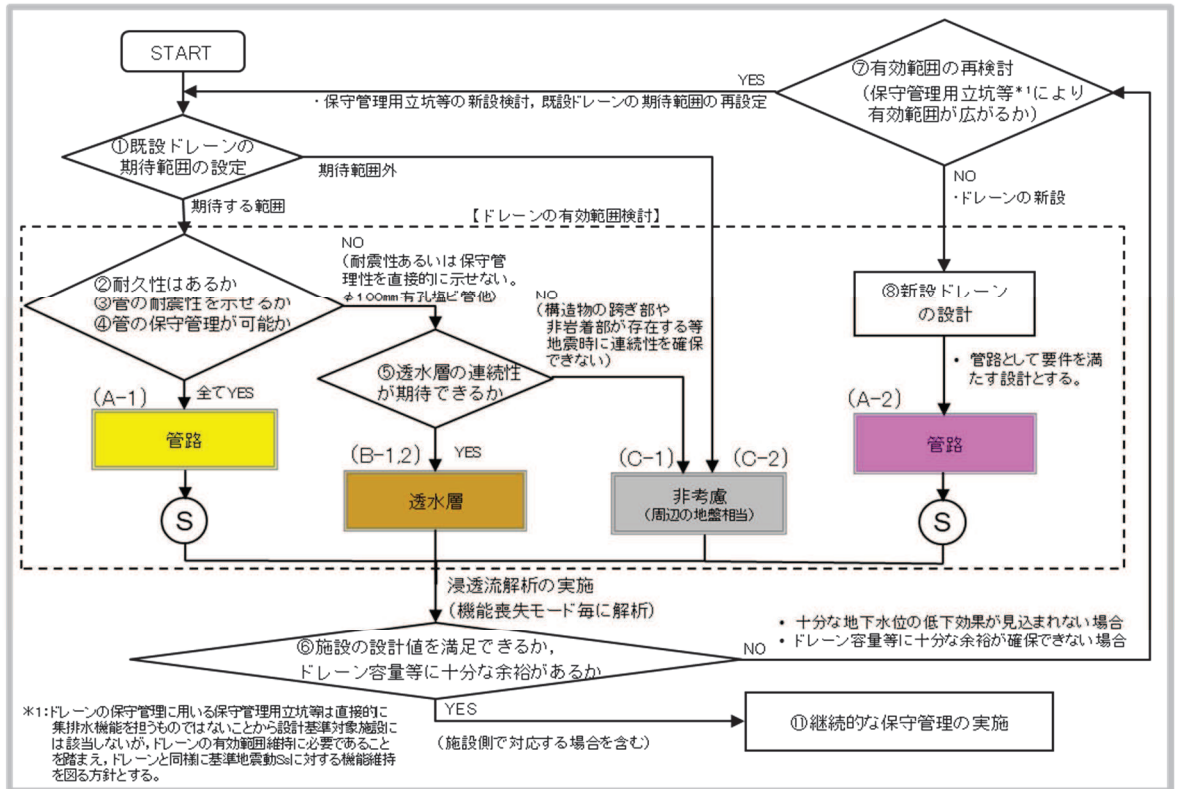 START
①既設ドレーンの
期待範囲の設定
YES
・保守管理用立坑等の新設検討，既設ドレーンの期待範囲の再設定
⑦有効範囲の再検討
(保守管理用立坑等*1により
有効範囲が広がるか)
期待範囲外
期待する範囲
NO
・ドレーンの新設
【ドレーンの有効範囲検討】
②耐久性はあるか
③管の耐震性を示せるか
④管の保守管理が可能か
NO
(耐震性あるいは保守管
理性を直接的に示せない。
φ100mm有孔塩ビ管他)
NO
(構造物の跨ぎ部や
非岩着部が存在する等
地震時に連続性を確保
できない)
⑧新設ドレーン
の設計
・ 管路として要件を満
たす設計とする。
⑤透水層の連続性
が期待できるか
(A-1)
全てYES
管路
S
(B-1,2)
YES
透水層
(C-1)
(C-2)
非考慮
(周辺の地盤相当)
(A-2)
管路
S
浸透流解析の実施
(機能喪失モード毎に解析)
⑥施設の設計値を満足できるか，
ドレーン容量等に十分な余裕があるか
NO
・ 十分な地下水位の低下効果が見込まれない場合
・ ドレーン容量等に十分な余裕が確保できない場合
YES
(施設側で対応する場合を含む)
⑪継続的な保守管理の実施
※1:ドレーンの保守管理に用いる保守管理用立坑等は直接的に
集排水機能を担うものではないことから設計基準対象施設に
は該当しないが，ドレーンの有効範囲維持に必要であること
を踏まえ，ドレーンと同様に基準地震動Ssに対する機能維持
を図る方針とする。